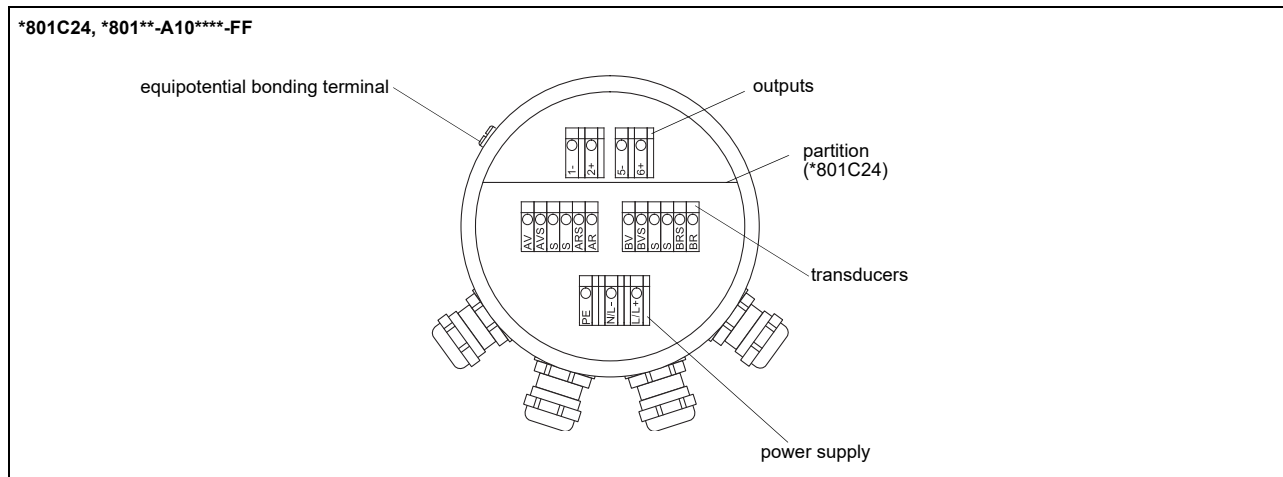 *801C24, *801**-A10****-FF
equipotential bonding terminal
outputs
partition
(*801C24)
1-
2+
5-
6+
AV
AVS
S
S
ARS
AR
BV
BVS
S
S
BRS
BR
transducers
PE
N/L-
L/L+
power supply